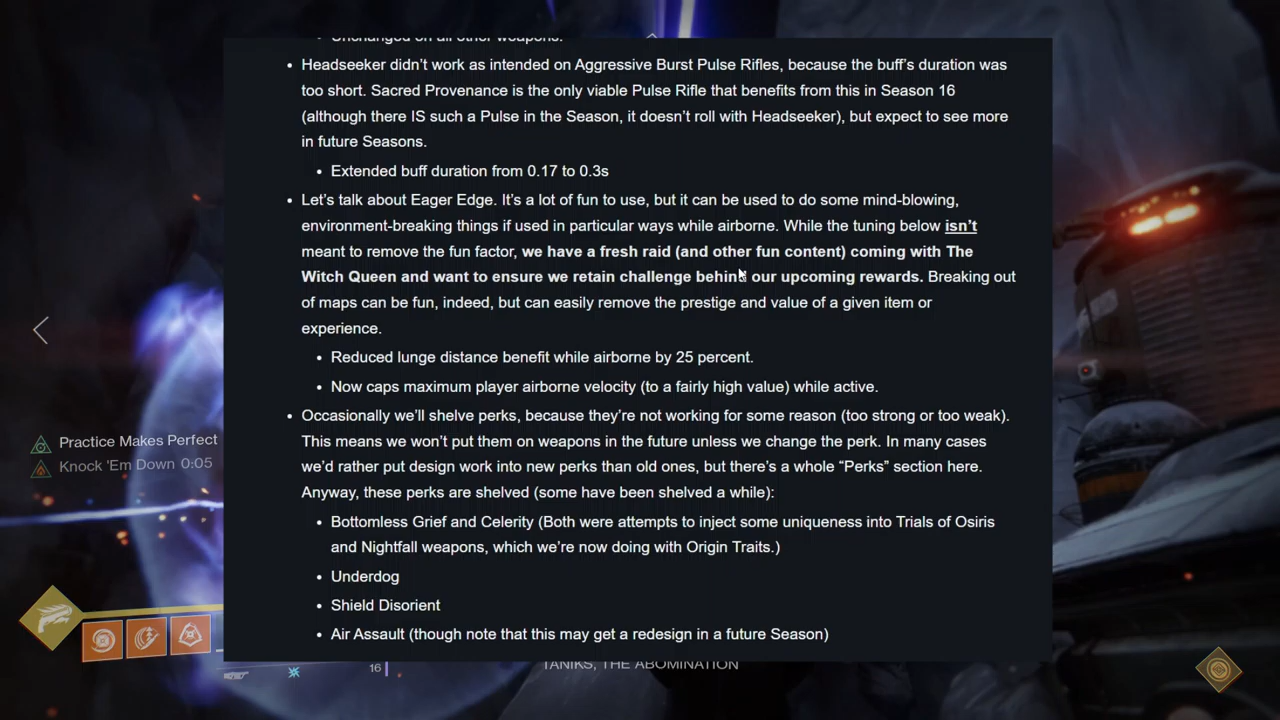 Unchanged on all other weapons.
• Headseeker didn’t work as intended on Aggressive Burst Pulse Rifles, because the buff’s duration was
too short. Sacred Provenance is the only viable Pulse Rifle that benefits from this in Season 16
(although there IS such a Pulse in the Season, it doesn’t roll with Headseeker), but expect to see more
in future Seasons.
• Extended buff duration from 0.17 to 0.3s
• Let’s talk about Eager Edge. It’s a lot of fun to use, but it can be used to do some mind-blowing,
environment-breaking things if used in particular ways while airborne. While the tuning below isn’t
meant to remove the fun factor, we have a fresh raid (and other fun content) coming with The
Witch Queen and want to ensure we retain challenge behind our upcoming rewards. Breaking out
of maps can be fun, indeed, but can easily remove the prestige and value of a given item or
experience.
• Reduced lunge distance benefit while airborne by 25 percent.
• Now caps maximum player airborne velocity (to a fairly high value) while active.
• Occasionally we’ll shelve perks, because they’re not working for some reason (too strong or too weak).
This means we won’t put them on weapons in the future unless we change the perk. In many cases
we’d rather put design work into new perks than old ones, but there’s a whole “Perks” section here.
Anyway, these perks are shelved (some have been shelved a while):
• Bottomless Grief and Celerity (Both were attempts to inject some uniqueness into Trials of Osiris
and Nightfall weapons, which we’re now doing with Origin Traits.)
• Underdog
• Shield Disorient
• Air Assault (though note that this may get a redesign in a future Season)
Practice Makes Perfect
Knock 'Em Down 0:05
16
TANIKS, THE ABOMINATION